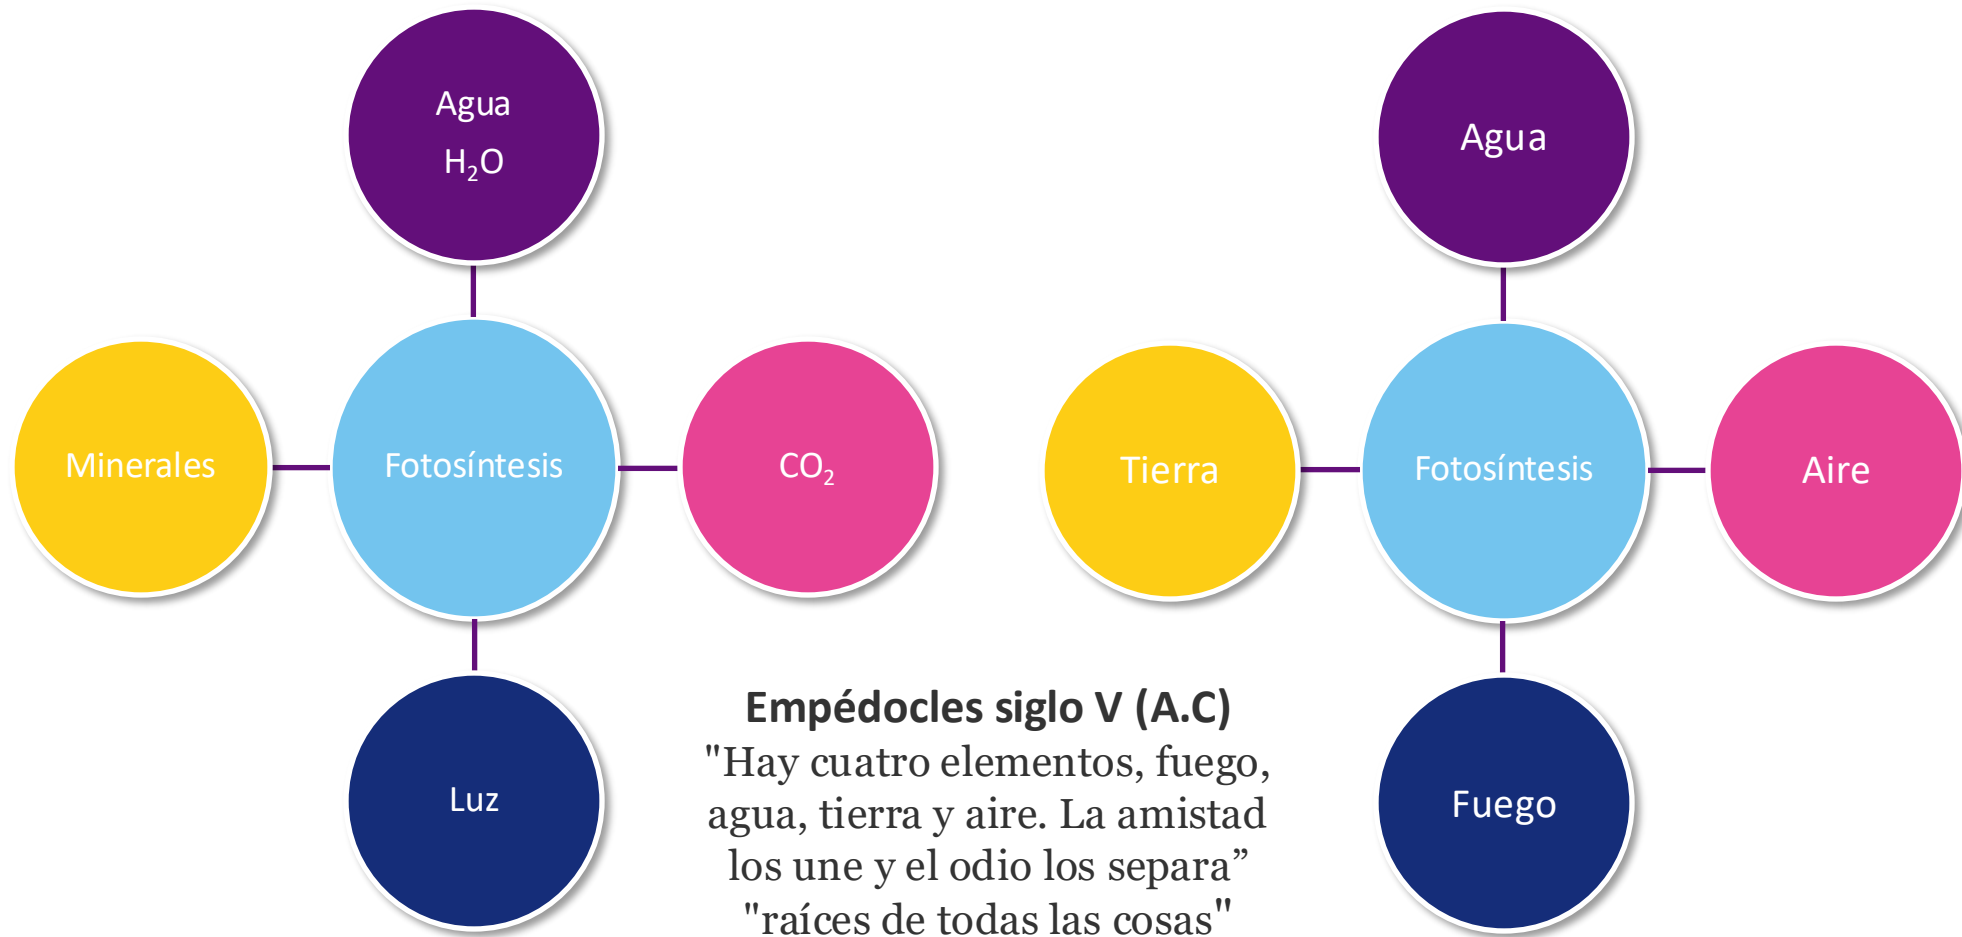 Agua
H₂O
Minerales
Fotosíntesis
CO₂
Luz
Agua
Tierra
Fotosíntesis
Aire
Fuego
Empédocles siglo V (A.C)
"Hay cuatro elementos, fuego,
agua, tierra y aire. La amistad
los une y el odio los separa”
"raíces de todas las cosas"